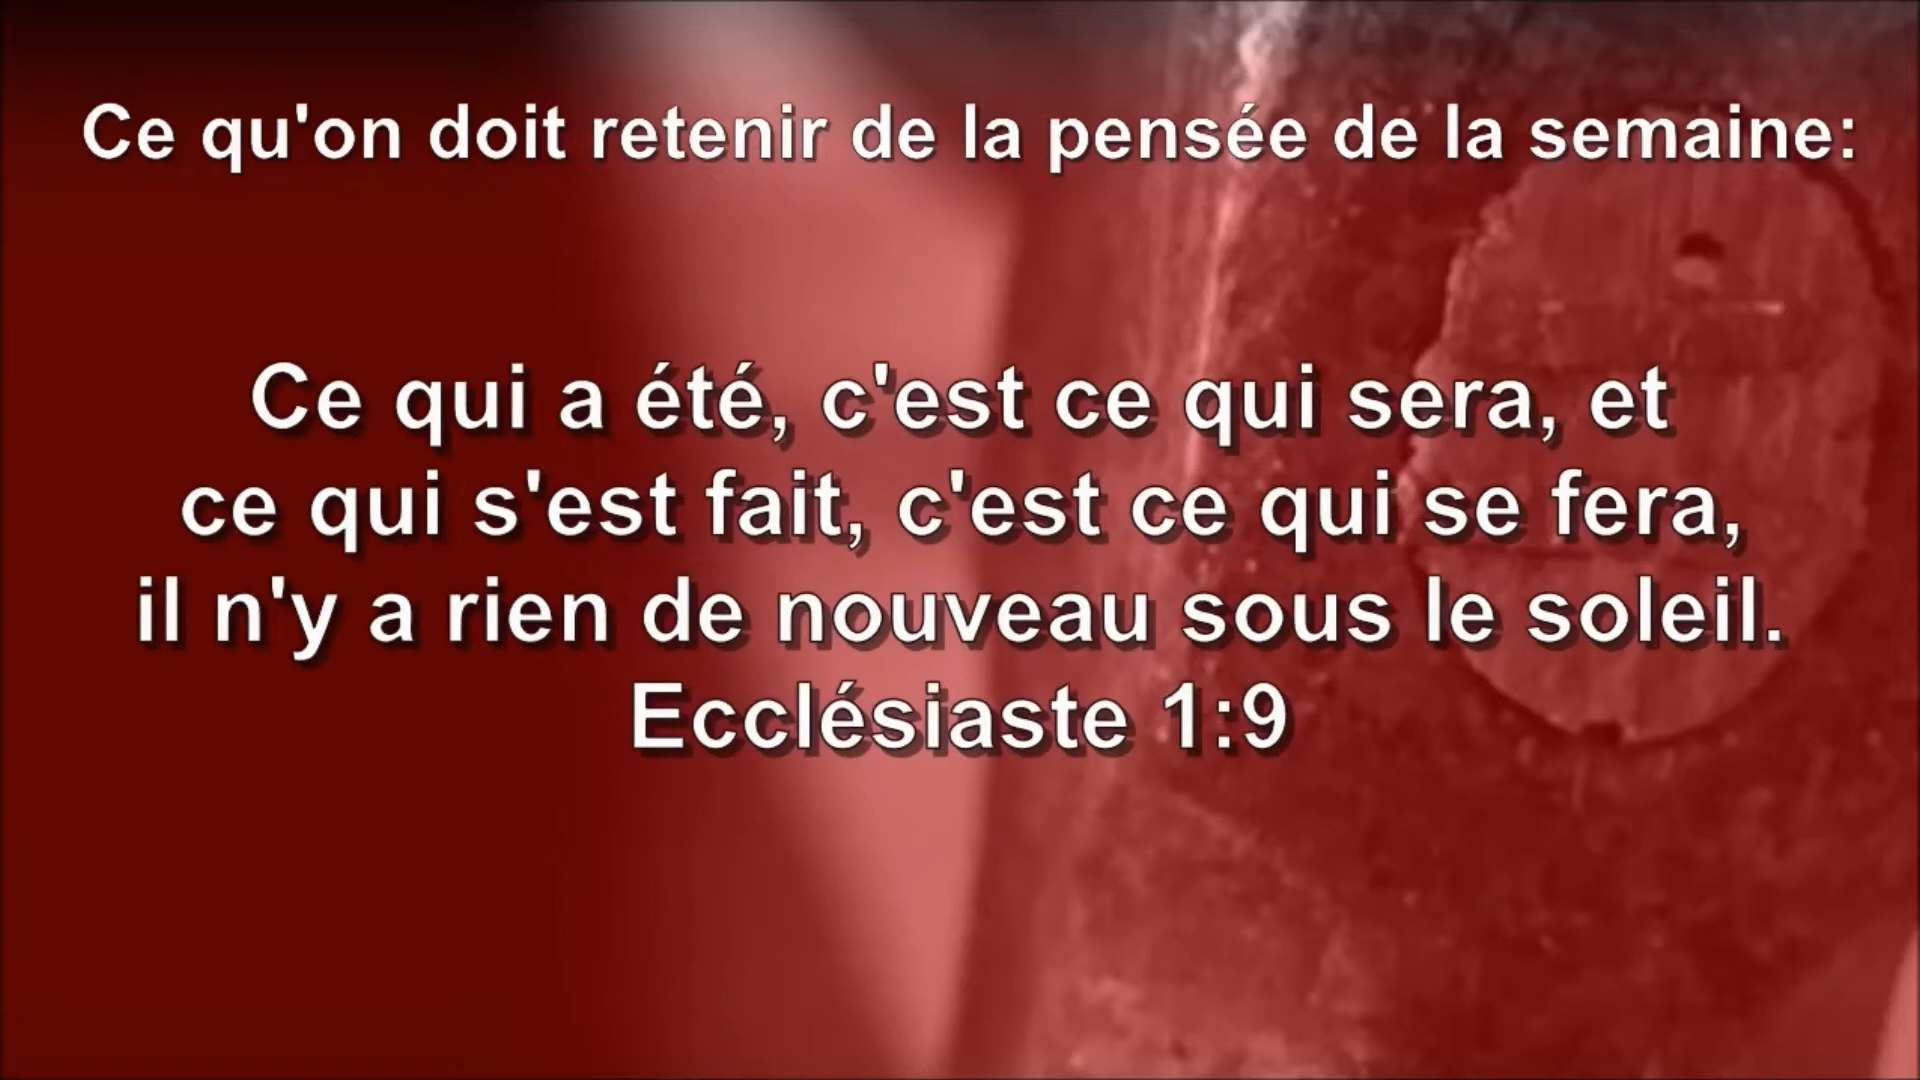 Ce qu'on doit retenir de la pensée de la semaine:
Ce qui a été, c'est ce qui sera, et
ce qui s'est fait, c'est ce qui se fera,
il n'y a rien de nouveau sous le soleil.
Ecclésiaste 1:9